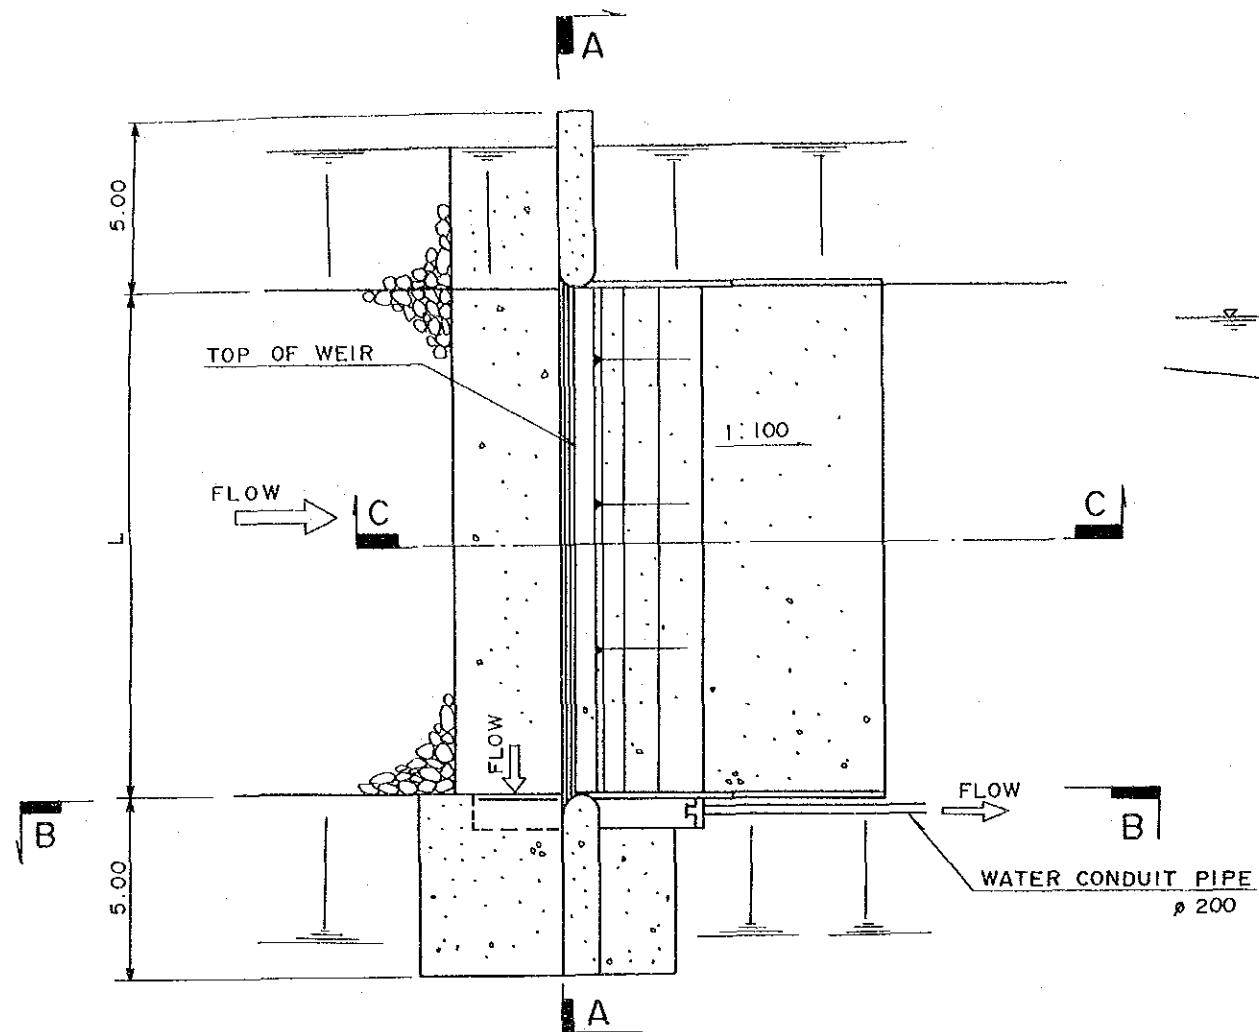 A
5.00
TOP OF WEIR
1:100
FLOW
C
C
L
FLOW
FLOW
B
B
5.00
WATER CONDUIT PIPE
ø 200
A